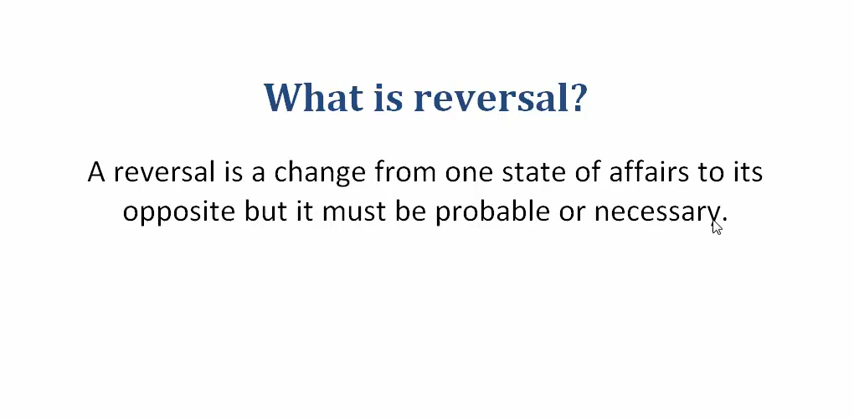 What is reversal?
A reversal is a change from one state of affairs to its
opposite but it must be probable or necessary.